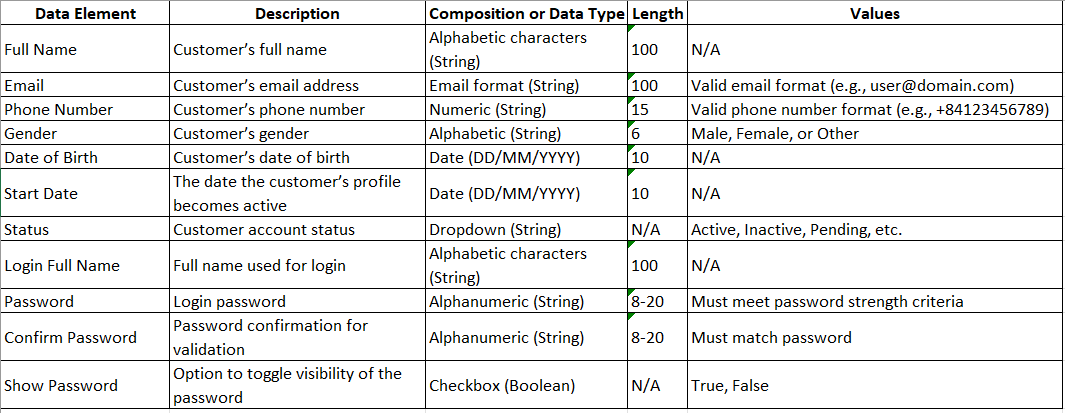 Data Element Description Composition or Data Type Length Values
Full Name Customer’s full name Alphabetic characters (String) 100 N/A
Email Customer’s email address Email format (String) 100 Valid email format (e.g., user@domain.com)
Phone Number Customer’s phone number Numeric (String) 15 Valid phone number format (e.g., +84123456789)
Gender Customer’s gender Alphabetic (String) 6 Male, Female, or Other
Date of Birth Customer’s date of birth Date (DD/MM/YYYY) 10 N/A
Start Date The date the customer’s profile becomes active Date (DD/MM/YYYY) 10 N/A
Status Customer account status Dropdown (String) N/A Active, Inactive, Pending, etc.
Login Full Name Full name used for login Alphabetic characters (String) 100 N/A
Password Login password Alphanumeric (String) 8-20 Must meet password strength criteria
Confirm Password Password confirmation for validation Alphanumeric (String) 8-20 Must match password
Show Password Option to toggle visibility of the password Checkbox (Boolean) N/A True, False